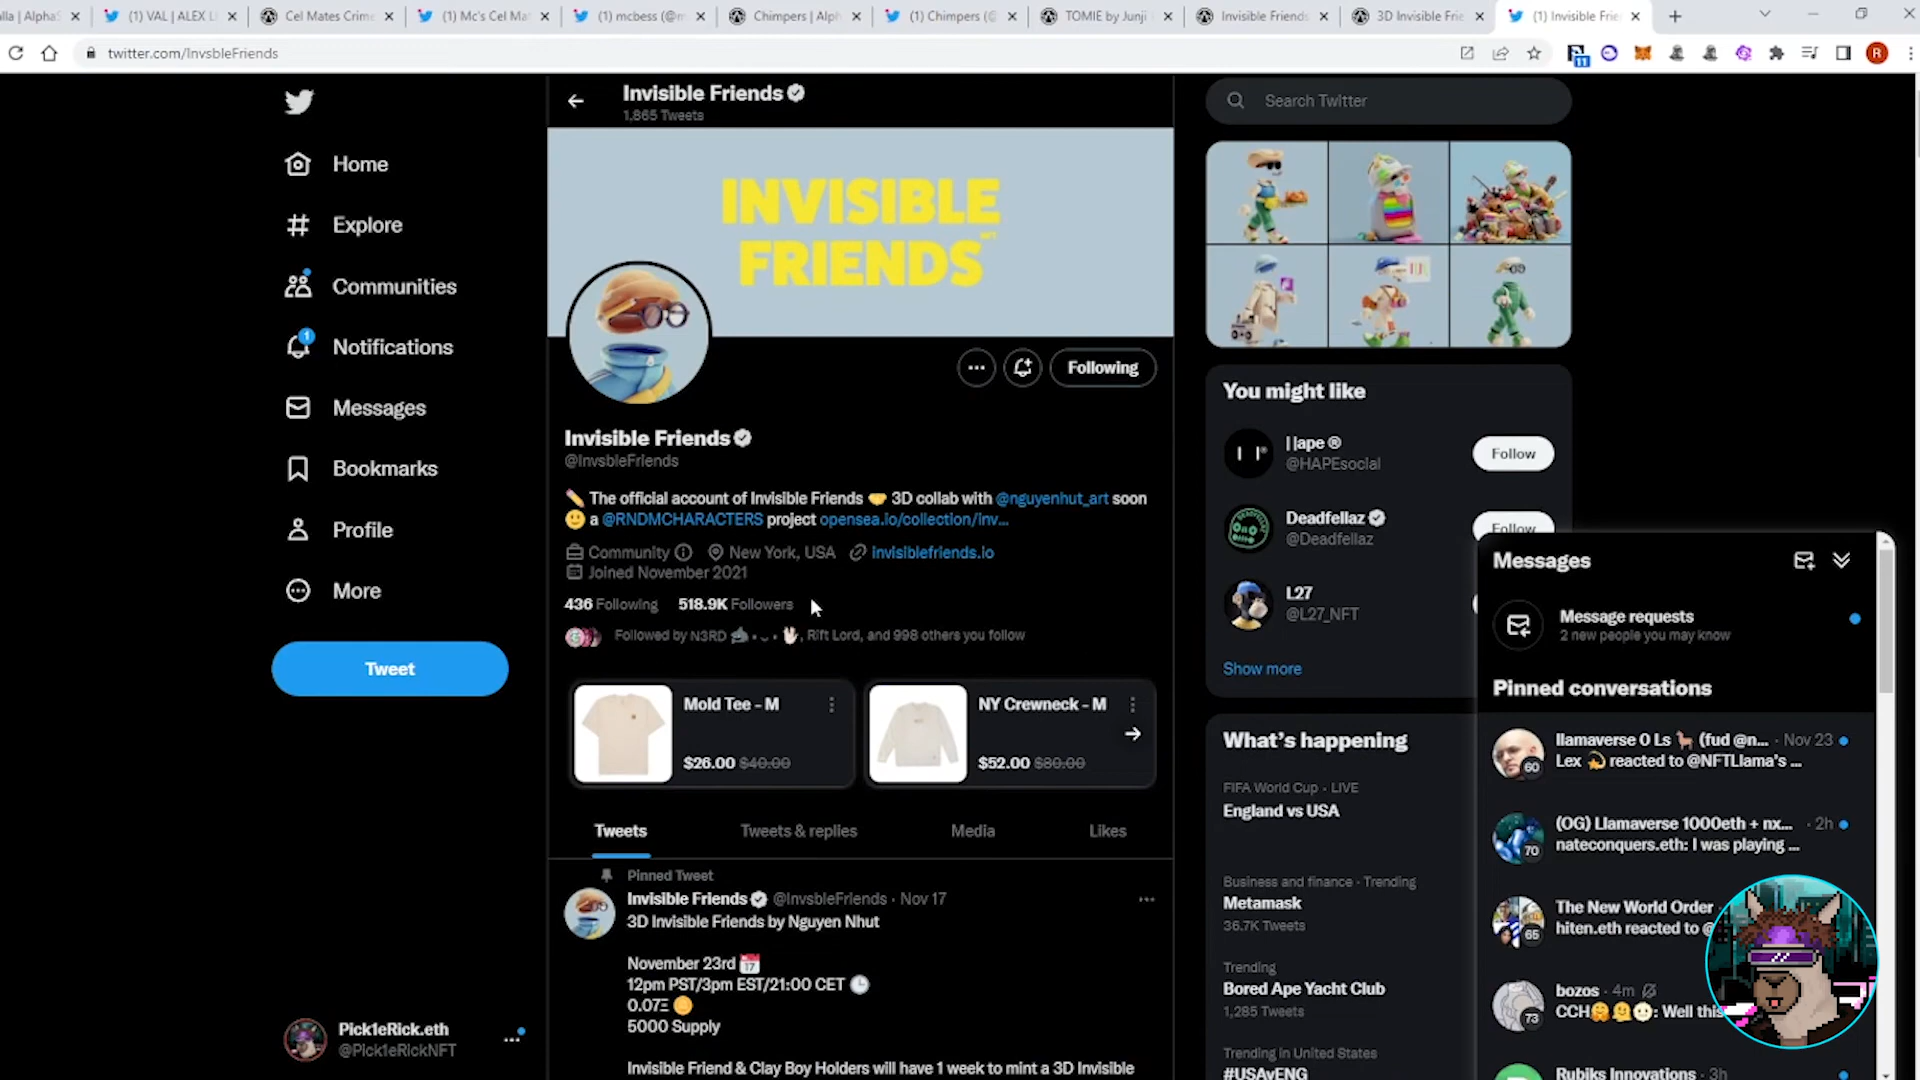 alla | AlphaS
(1) VAL | ALEX L
Cel Mates Crime
(1) Mc's Cel Mat
(1) mcbess (@m
Chimpers | Alph
(1) Chimpers (@
TOMIE by Junji
Invisible Friends
3D Invisible Frie
(1) Invisible Frie
twitter.com/InvsbleFriends
11
R
Home
Explore
Communities
1
Notifications
Messages
Bookmarks
Profile
More
Tweet
Pick1eRick.eth
@Pick1eRickNFT
Invisible Friends
1,865 Tweets
INVISIBLE
FRIENDS
Following
Invisible Friends
@InvsbleFriends
✏️ The official account of Invisible Friends 🤝 3D collab with @nguyenhut_art soon
🙂 a @RNDMCHARACTERS project opensea.io/collection/inv…
Community New York, USA invisiblefriends.io
Joined November 2021
436 Following 518.9K Followers
Followed by N3RD, Rift Lord, and 998 others you follow
Mold Tee - M
$26.00 $40.00
NY Crewneck - M
$52.00 $80.00
Tweets
Tweets & replies
Media
Likes
Pinned Tweet
Invisible Friends @InvsbleFriends · Nov 17
3D Invisible Friends by Nguyen Nhut
November 23rd 📅
12pm PST/3pm EST/21:00 CET 🕒
0.07Ξ 🪙
5000 Supply
Invisible Friend & Clay Boy Holders will have 1 week to mint a 3D Invisible
Search Twitter
You might like
| |ape ®
@HAPEsocial
Follow
Deadfellaz
@Deadfellaz
Follow
L27
@L27_NFT
Show more
What's happening
FIFA World Cup · LIVE
England vs USA
Business and finance · Trending
Metamask
36.7K Tweets
Trending
Bored Ape Yacht Club
1,285 Tweets
Trending in United States
#USAvENG
Messages
Message requests
2 new people you may know
Pinned conversations
llamaverse 0 Ls 🦙 (fud @n... · Nov 23
Lex 💫 reacted to @NFTLlama's ...
60
(OG) Llamaverse 1000eth + nx... · 2h
nateconquers.eth: I was playing ...
70
The New World Order
hiten.eth reacted to @
65
bozos · 4m
CCH🤗🤗🌝: Well this
73
Rubiks Innovations · 3h